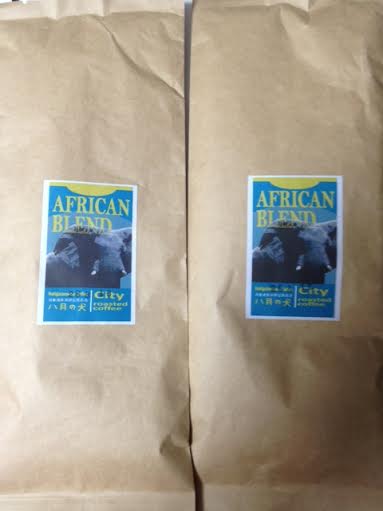 AFRICAN
BLEND
City
roasted
coffee
八月の犬
AFRICAN
BLEND
City
roasted
coffee
八月の犬